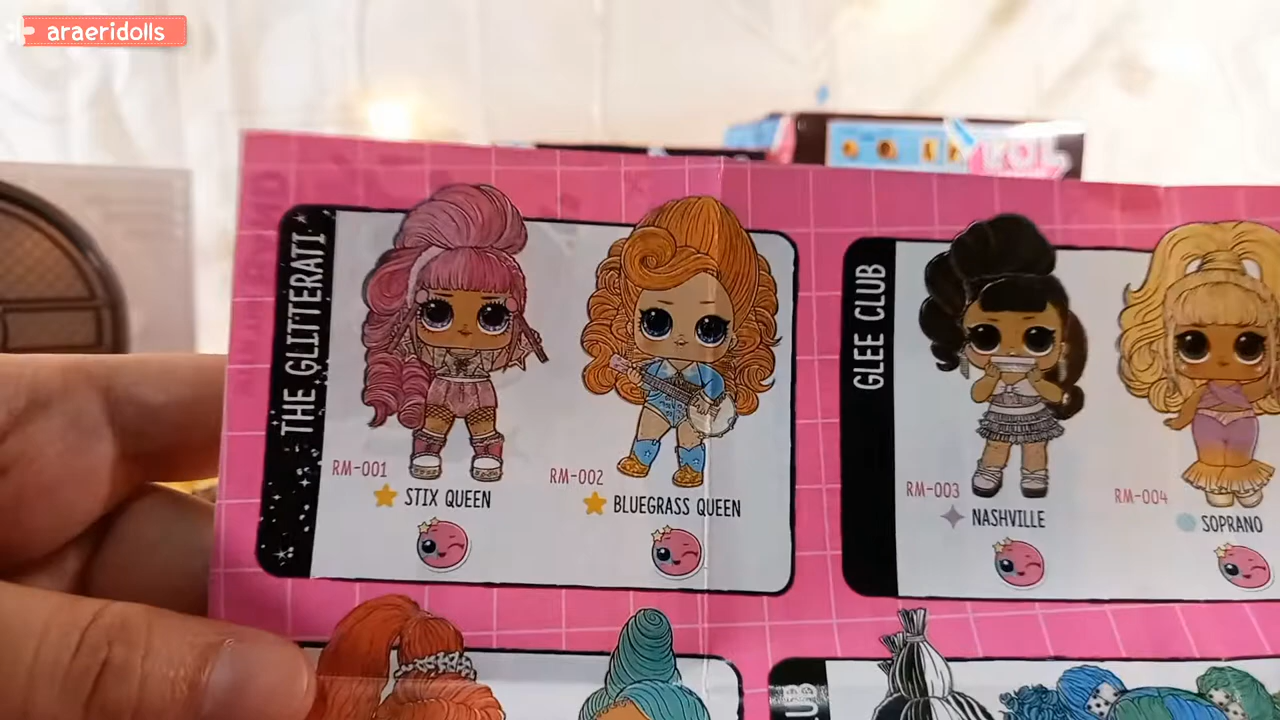 araeridolls
LOL
THE GLITTERATI
RM-001
STIX QUEEN
RM-002
BLUEGRASS QUEEN
GLEE CLUB
RM-003
NASHVILLE
RM-004
SOPRANO